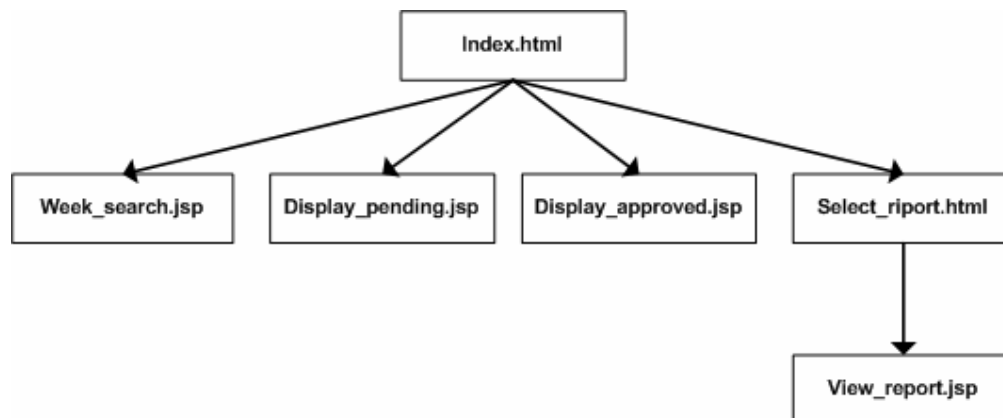 Index.html
Week_search.jsp
Display_pending.jsp
Display_approved.jsp
Select_riport.html
View_report.jsp